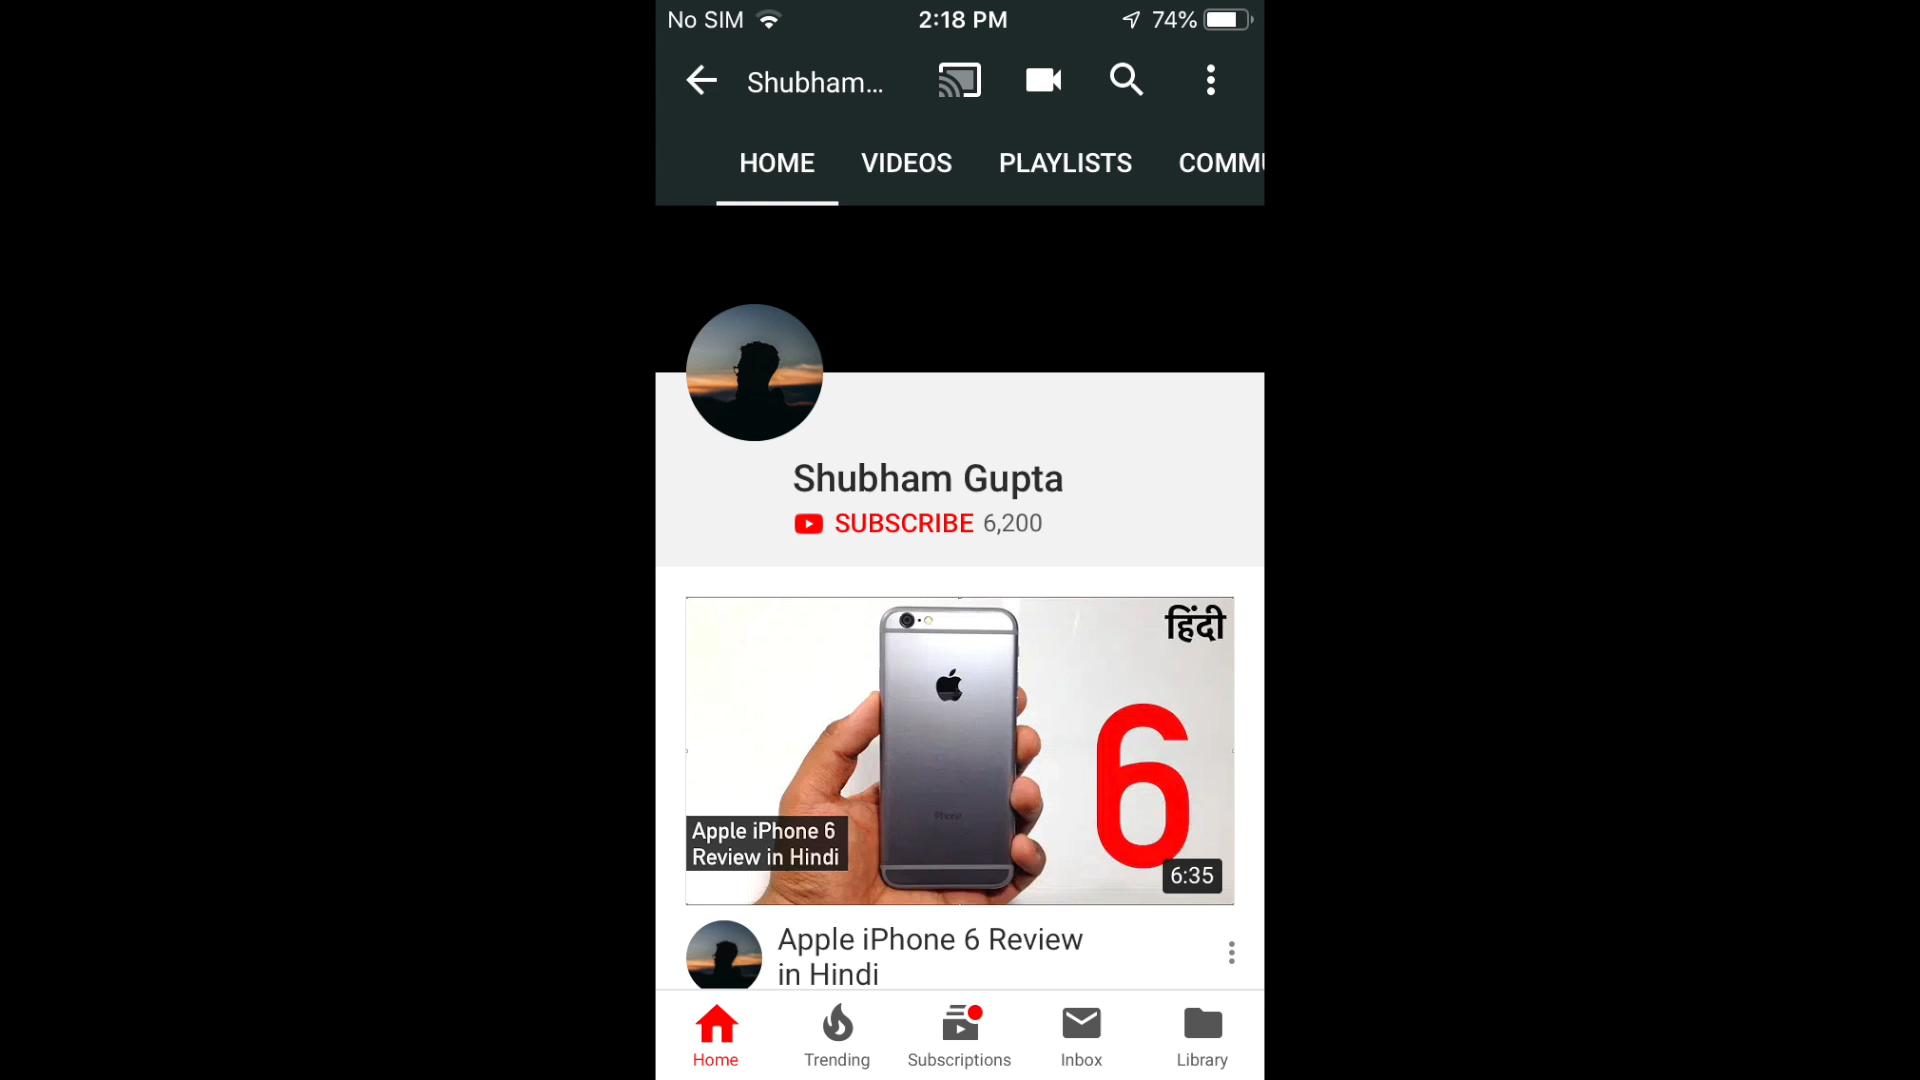 No SIM 2:18 PM 74%
Shubham...
HOME VIDEOS PLAYLISTS COMMU
Shubham Gupta
SUBSCRIBE 6,200
हिंदी
6
iPhone
Apple iPhone 6
Review in Hindi
6:35
Apple iPhone 6 Review
in Hindi
Home Trending Subscriptions Inbox Library